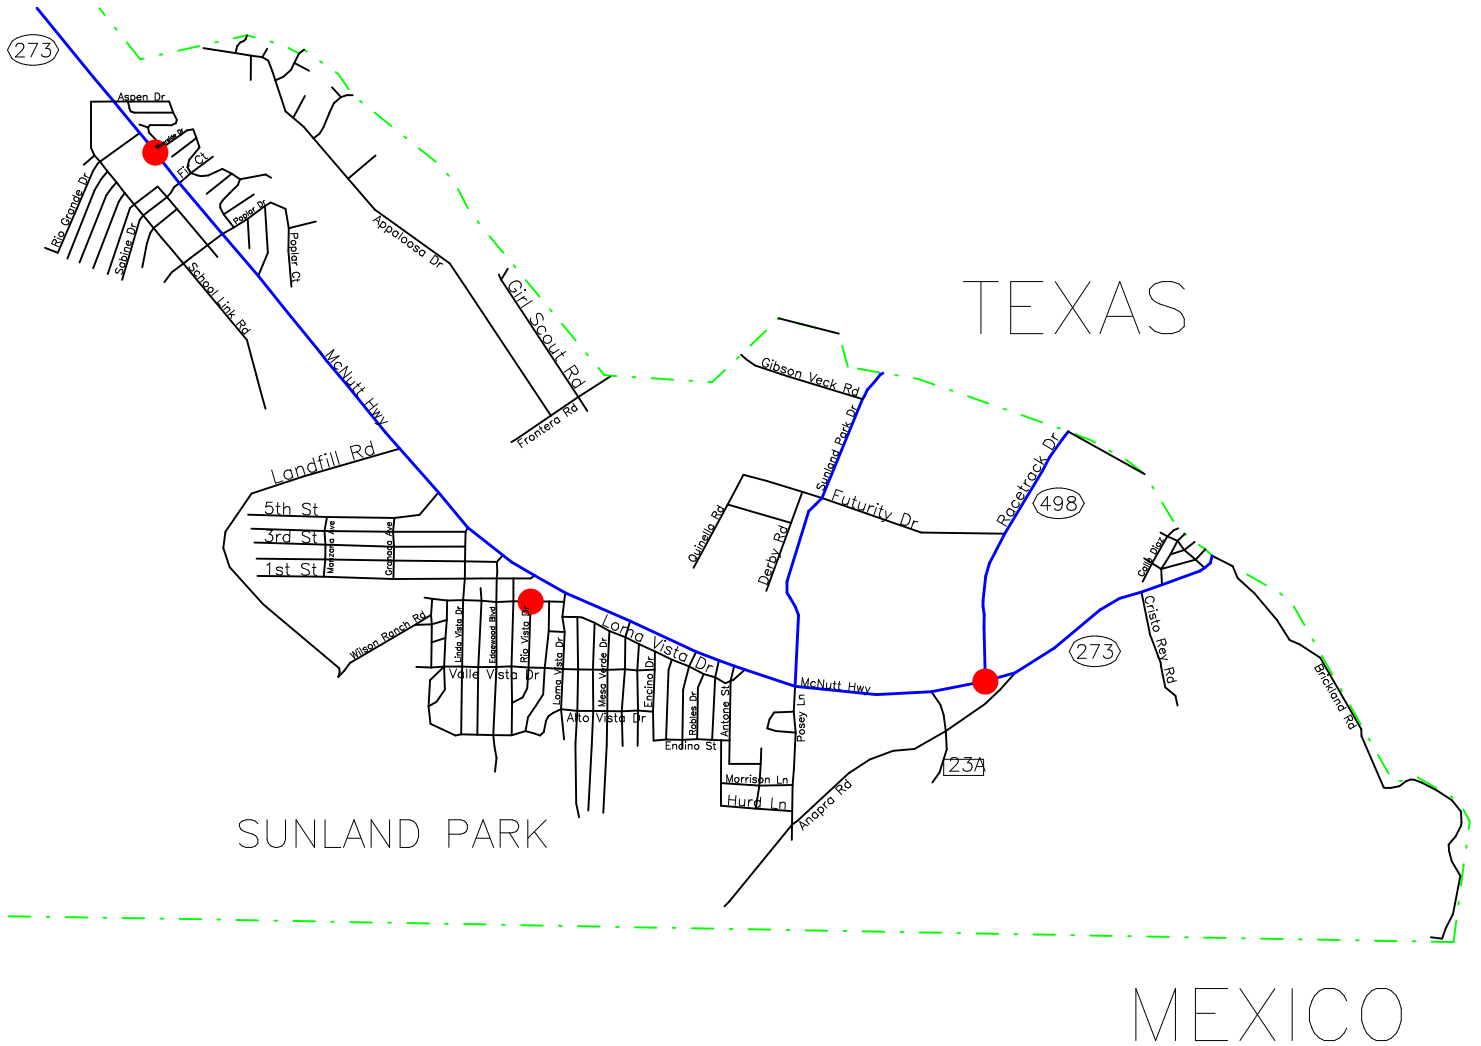 273
Aspen Dr
Riverside Dr
Fir Ct
Rio Grande Dr
Sabine Dr
Poplar Dr
Poplar Ct
School Link Rd
Appaloosa Dr
Girl Scout Rd
Frontera Rd
TEXAS
McNutt Hwy
Gibson Veck Rd
Sunland Park Dr
Racetrack Dr
498
Futurity Dr
Quinella Rd
Derby Rd
Landfill Rd
5th St
3rd St
1st St
Manzana Ave
Granada Ave
Calle Diaz
Cristo Rey Rd
273
Brickland Rd
Wilson Ranch Rd
Linda Vista Dr
Edgewood Blvd
Rio Vista Dr
Loma Vista Dr
Valle Vista Dr
Loma Vista Dr
Mesa Verde Dr
Encino Dr
Robles Dr
Antone St
Alto Vista Dr
Encino St
McNutt Hwy
Posey Ln
Morrison Ln
Hurd Ln
Anapra Rd
23A
SUNLAND PARK
MEXICO